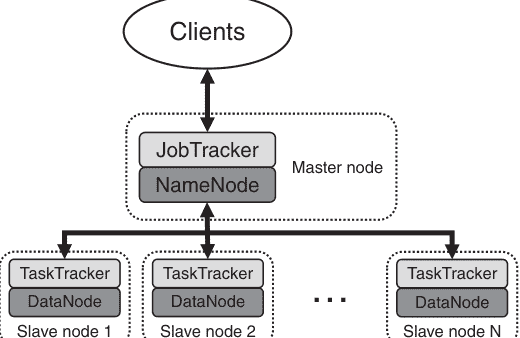 Clients
JobTracker
NameNode
Master node
TaskTracker
DataNode
Slave node 1
TaskTracker
DataNode
Slave node 2
...
TaskTracker
DataNode
Slave node N